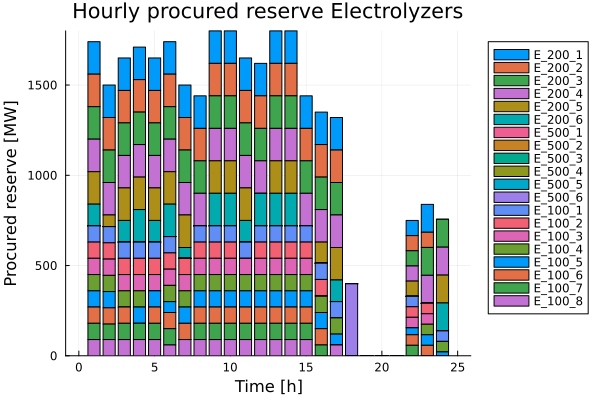 Hourly procured reserve Electrolyzers
Procured reserve [MW]
1500
1000
500
0
0
5
10
15
20
25
Time [h]
E_200_1
E_200_2
E_200_3
E_200_4
E_200_5
E_200_6
E_500_1
E_500_2
E_500_3
E_500_4
E_500_5
E_500_6
E_100_1
E_100_2
E_100_3
E_100_4
E_100_5
E_100_6
E_100_7
E_100_8